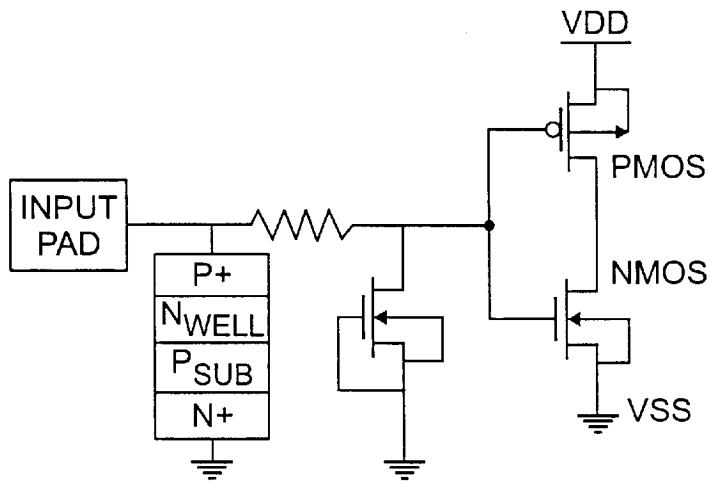 VDD
PMOS
INPUT
PAD
P+
NWELL
PSUB
N+
NMOS
VSS